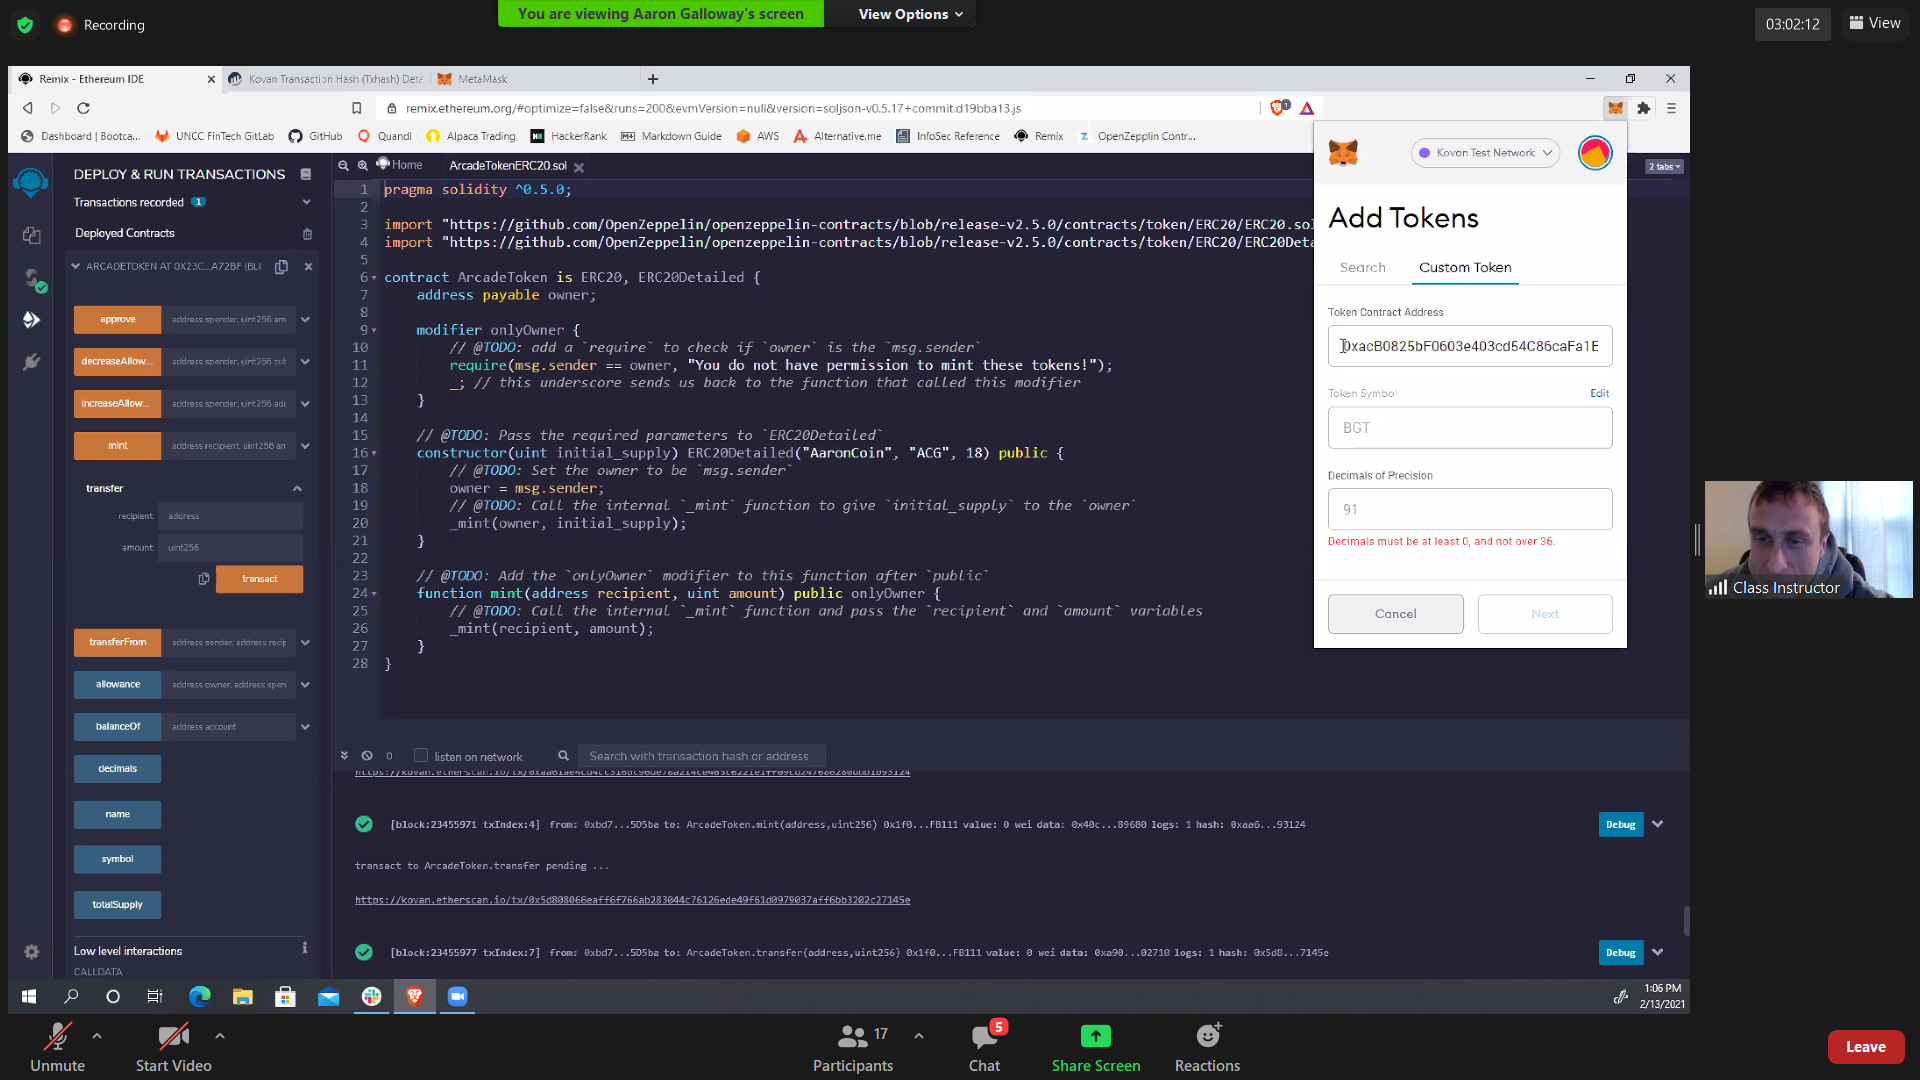 Recording
You are viewing Aaron Galloway's screen
View Options
03:02:12
View
Remix - Ethereum IDE
Kovan Transaction Hash (Txhash) Deta
MetaMask
remix.ethereum.org/#optimize=false&runs=200&evmVersion=null&version=soljson-v0.5.17+commit.d19bba13.js
Dashboard | Bootca...
UNCC FinTech GitLab
GitHub
Quandl
Alpaca Trading
HackerRank
Markdown Guide
AWS
Alternative.me
InfoSec Reference
Remix
OpenZepplin Contr...
2 tabs
DEPLOY & RUN TRANSACTIONS
Transactions recorded 1
Deployed Contracts
ARCADETOKEN AT 0X23C...A72BF (BLC
approve address spender, uint256 am
decreaseAllow... address spender, uint256 sub
increaseAllow... address spender, uint256 add
mint address recipient, uint256 am
transfer
recipient: address
amount: uint256
transact
transferFrom address sender, address recip
allowance address owner, address spen
balanceOf address account
decimals
name
symbol
totalSupply
Low level interactions
CALLDATA
Home
ArcadeTokenERC20.sol
1 pragma solidity ^0.5.0;
2
3 import "https://github.com/OpenZeppelin/openzeppelin-contracts/blob/release-v2.5.0/contracts/token/ERC20/ERC20.sol
4 import "https://github.com/OpenZeppelin/openzeppelin-contracts/blob/release-v2.5.0/contracts/token/ERC20/ERC20Deta
5
6 contract ArcadeToken is ERC20, ERC20Detailed {
7 address payable owner;
8
9 modifier onlyOwner {
10 // @TODO: add a `require` to check if `owner` is the `msg.sender`
11 require(msg.sender == owner, "You do not have permission to mint these tokens!");
12 _; // this underscore sends us back to the function that called this modifier
13 }
14
15 // @TODO: Pass the required parameters to `ERC20Detailed`
16 constructor(uint initial_supply) ERC20Detailed("AaronCoin", "ACG", 18) public {
17 // @TODO: Set the owner to be `msg.sender`
18 owner = msg.sender;
19 // @TODO: Call the internal `_mint` function to give `initial_supply` to the `owner`
20 _mint(owner, initial_supply);
21 }
22
23 // @TODO: Add the `onlyOwner` modifier to this function after `public`
24 function mint(address recipient, uint amount) public onlyOwner {
25 // @TODO: Call the internal `_mint` function and pass the `recipient` and `amount` variables
26 _mint(recipient, amount);
27 }
28 }
0
listen on network
Search with transaction hash or address
[block:23455971 txIndex:4] from: 0xbd7...5D5ba to: ArcadeToken.mint(address,uint256) 0x1f0...FB111 value: 0 wei data: 0x40c...89680 logs: 1 hash: 0xaa6...93124
Debug
transact to ArcadeToken.transfer pending ...
https://kovan.etherscan.io/tx/0x5d808066eaff6f766ab283044c76126ede49f61d0979037aff6bb3202c27145e
[block:23455977 txIndex:7] from: 0xbd7...5D5ba to: ArcadeToken.transfer(address,uint256) 0x1f0...FB111 value: 0 wei data: 0xa90...02710 logs: 1 hash: 0x5d8...7145e
Debug
Kovan Test Network
Add Tokens
Search
Custom Token
Token Contract Address
0xacB0825bF0603e403cd54C86caFa1E
Token Symbol
Edit
BGT
Decimals of Precision
91
Decimals must be at least 0, and not over 36.
Cancel
Next
Class Instructor
1:06 PM
2/13/2021
Unmute
Start Video
17
Participants
5
Chat
Share Screen
Reactions
Leave